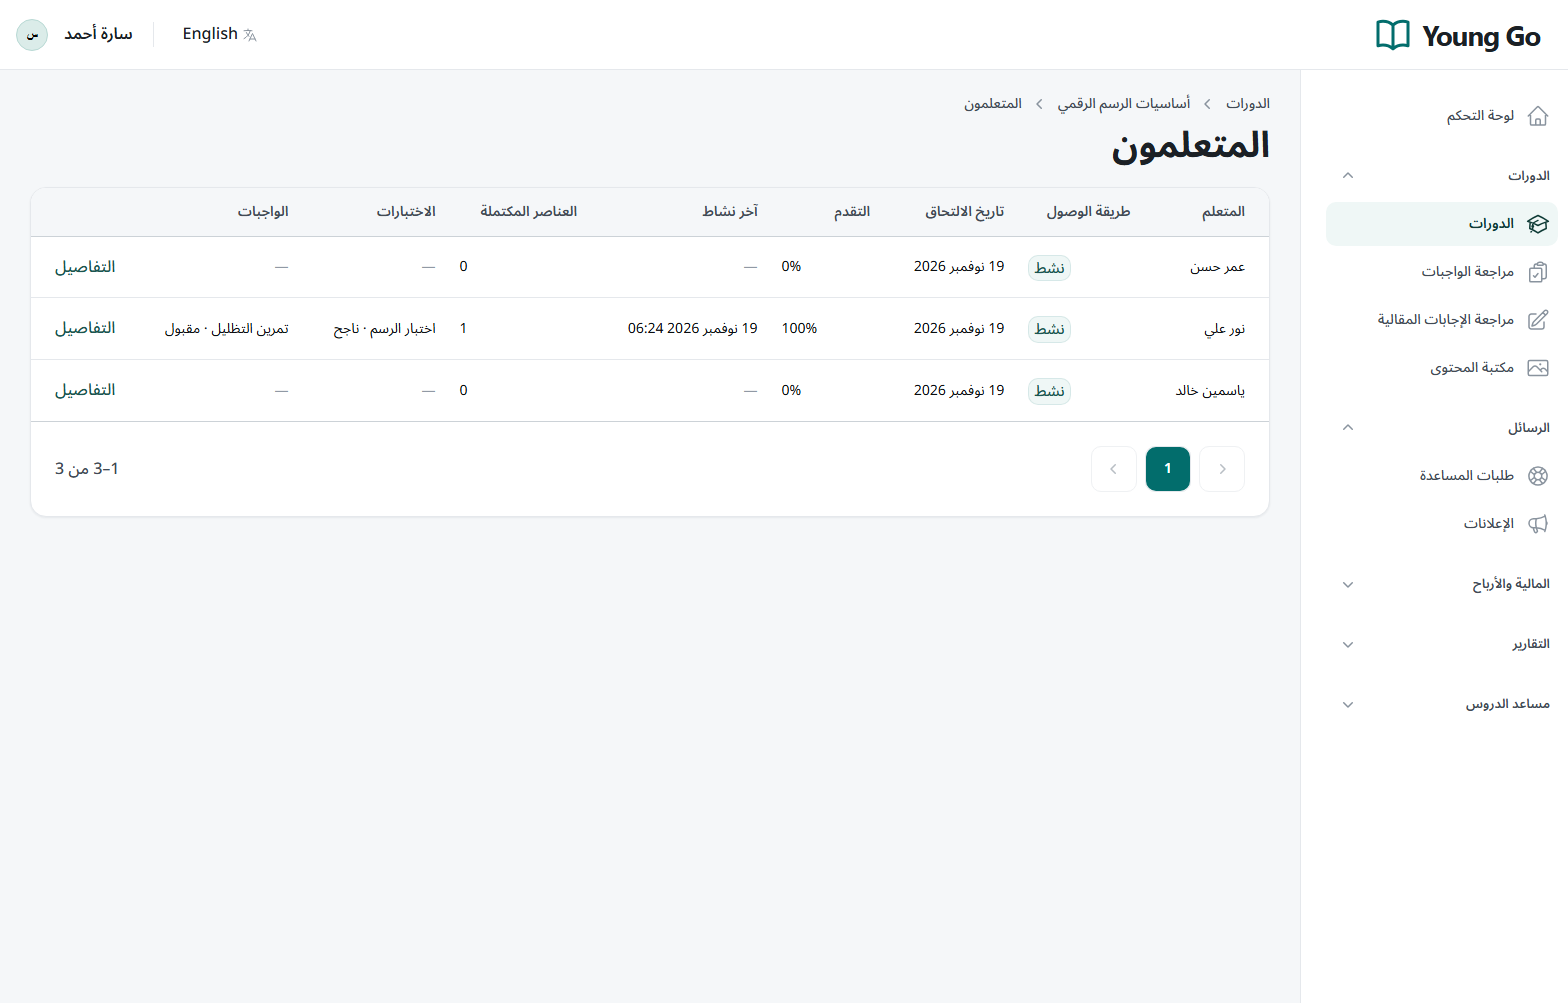 Young Go
English
سارة أحمد
س
لوحة التحكم
الدورات
الدورات
مراجعة الواجبات
مراجعة الإجابات المقالية
مكتبة المحتوى
الرسائل
طلبات المساعدة
الإعلانات
المالية والأرباح
التقارير
مساعد الدروس
الدورات أساسيات الرسم الرقمي المتعلمون
المتعلمون
المتعلم طريقة الوصول تاريخ الالتحاق التقدم آخر نشاط العناصر المكتملة الاختبارات الواجبات
عمر حسن نشط 19 نوفمبر 2026 0% — 0 — — التفاصيل
نور علي نشط 19 نوفمبر 2026 100% 19 نوفمبر 2026 06:24 1 اختبار الرسم · ناجح تمرين التظليل · مقبول التفاصيل
ياسمين خالد نشط 19 نوفمبر 2026 0% — 0 — — التفاصيل
1
1–3 من 3